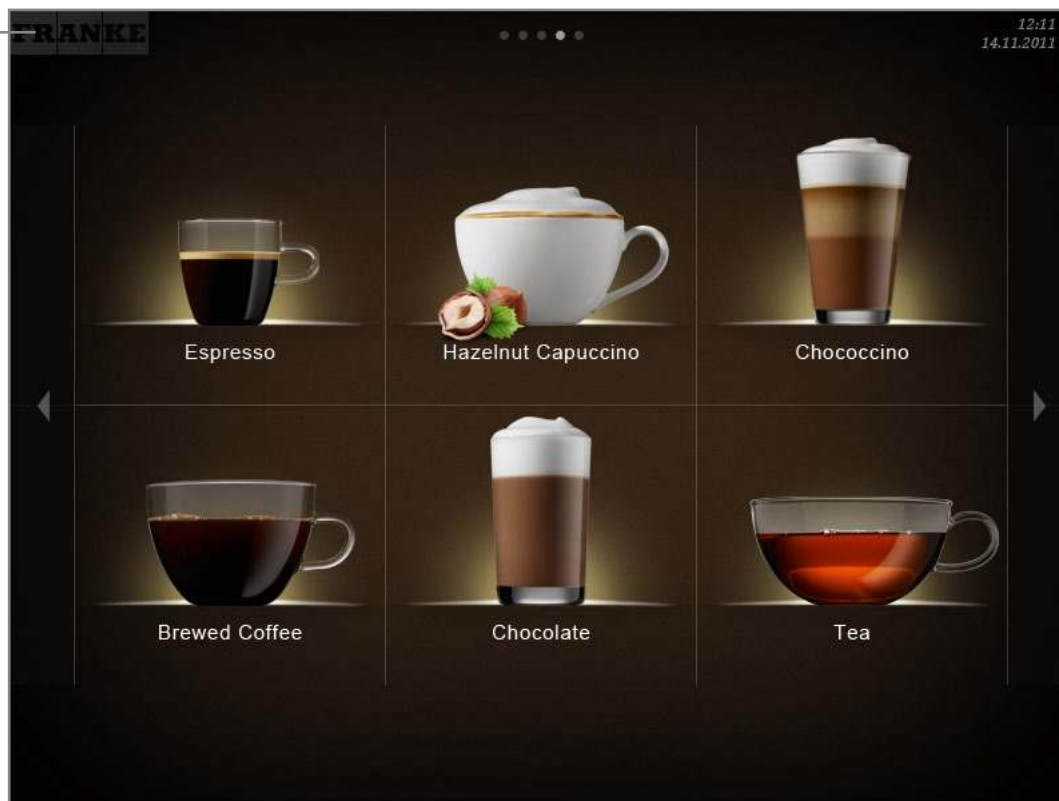 FRANKE
12:11
14.11.2011
Espresso
Hazelnut Capuccino
Chococcino
Brewed Coffee
Chocolate
Tea